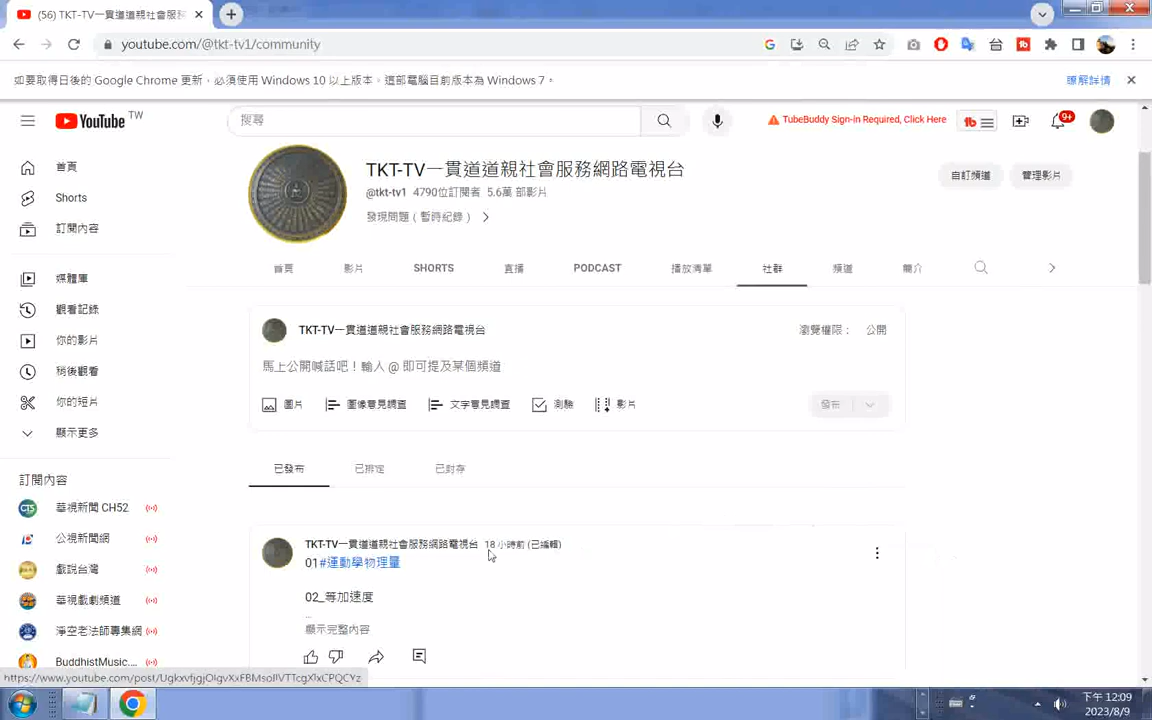 (56) TKT-TV一貫道道親社會服務
youtube.com/@tkt-tv1/community
如要取得日後的 Google Chrome 更新，必須使用 Windows 10 以上版本，這部電腦目前版本為 Windows 7。
瞭解詳情
YouTube TW
搜尋
TubeBuddy Sign-in Required, Click Here
9+
首頁
Shorts
訂閱內容
媒體庫
觀看記錄
你的影片
稍後觀看
你的短片
顯示更多
訂閱內容
華視新聞 CH52
公視新聞網
戲說台灣
華視戲劇頻道
淨空老法師專集網
BuddhistMusic....
TKT-TV一貫道道親社會服務網路電視台
@tkt-tv1 4790位訂閱者 5.6萬 部影片
發現問題（暫時紀錄）
自訂頻道
管理影片
首頁 影片 SHORTS 直播 PODCAST 播放清單 社群 頻道 簡介
TKT-TV一貫道道親社會服務網路電視台
瀏覽權限： 公開
馬上公開喊話吧！輸入 @ 即可提及某個頻道
圖片 圖像意見調查 文字意見調查 測驗 影片
發布
已發布 已排定 已封存
TKT-TV一貫道道親社會服務網路電視台 18 小時前 (已編輯)
01#運動學物理量
02_等加速度
...
顯示完整內容
下午 12:09
2023/8/9